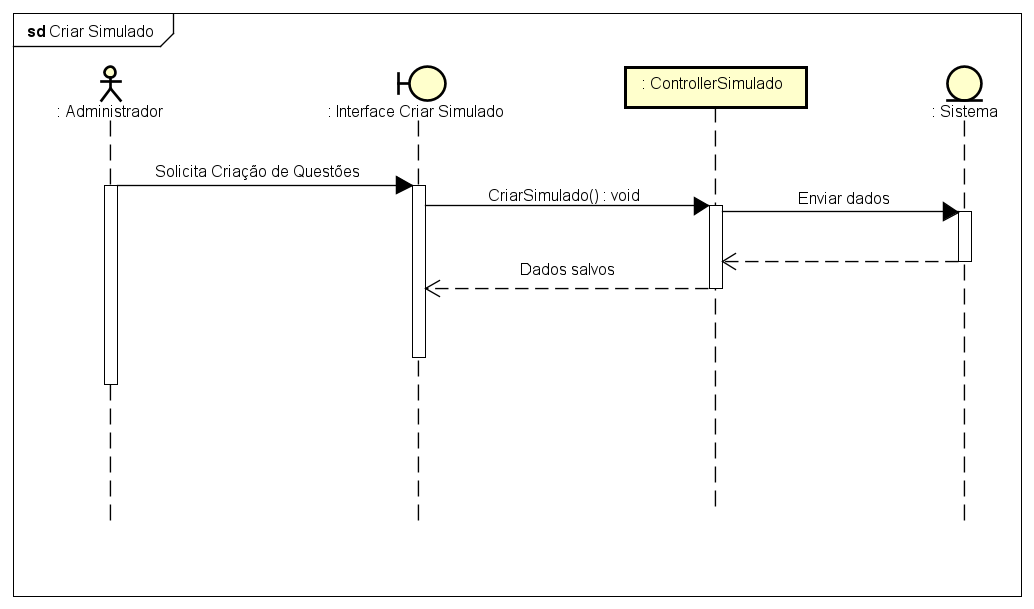 sd Criar Simulado
: Administrador
: Interface Criar Simulado
: ControllerSimulado
: Sistema
Solicita Criação de Questões
CriarSimulado() : void
Enviar dados
Dados salvos